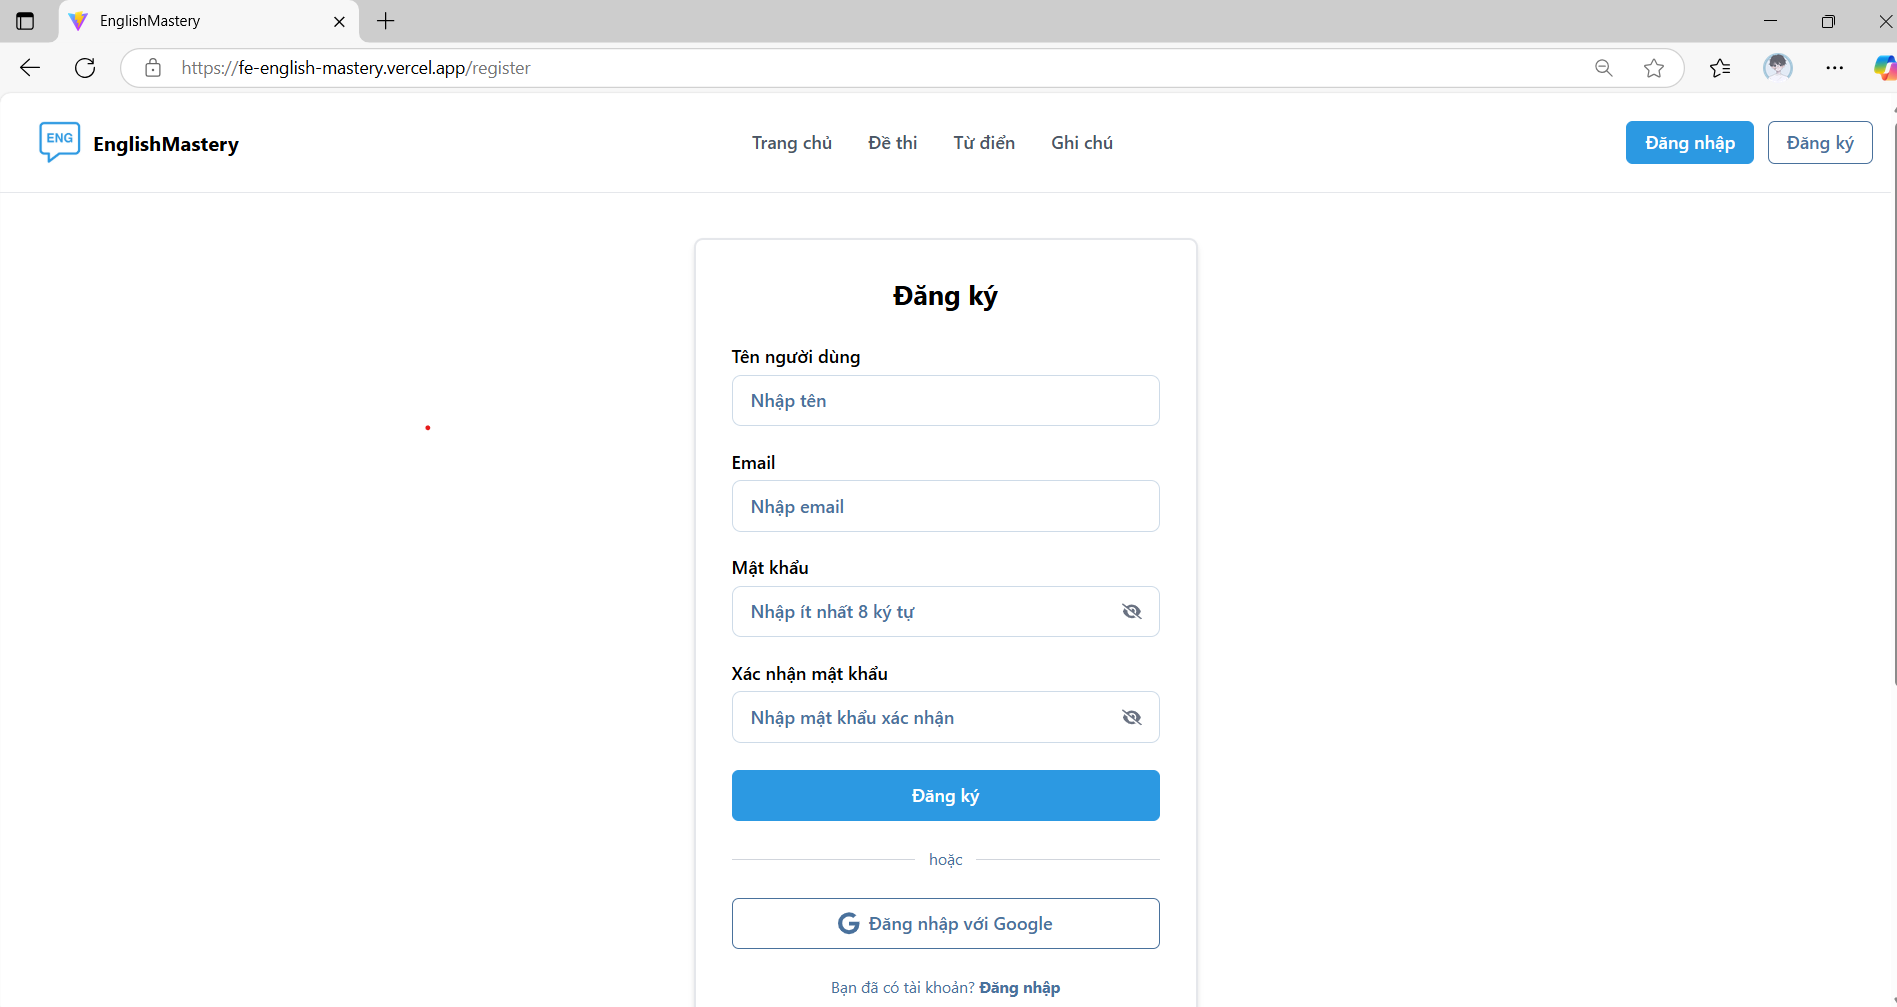 EnglishMastery
https://fe-english-mastery.vercel.app/register
ENG
EnglishMastery
Trang chủ
Đề thi
Từ điển
Ghi chú
Đăng nhập
Đăng ký
Đăng ký
Tên người dùng
Nhập tên
Email
Nhập email
Mật khẩu
Nhập ít nhất 8 ký tự
Xác nhận mật khẩu
Nhập mật khẩu xác nhận
Đăng ký
hoặc
Đăng nhập với Google
Bạn đã có tài khoản? Đăng nhập